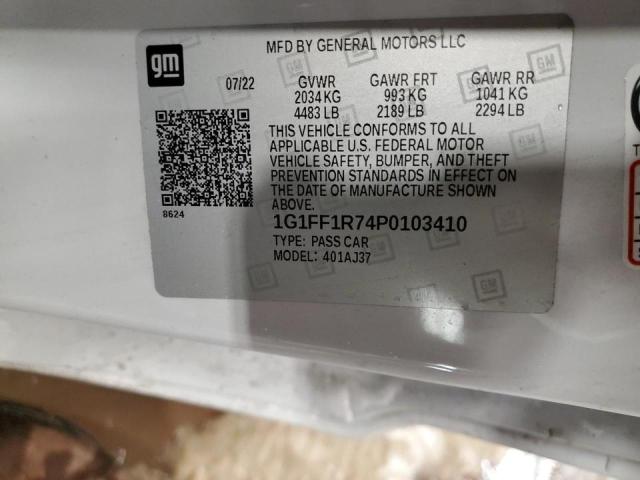 gm
MFD BY GENERAL MOTORS LLC
07/22 GVWR GAWR FRT GAWR RR
2034 KG 993 KG 1041 KG
4483 LB 2189 LB 2294 LB
THIS VEHICLE CONFORMS TO ALL
APPLICABLE U.S. FEDERAL MOTOR
VEHICLE SAFETY, BUMPER, AND THEFT
PREVENTION STANDARDS IN EFFECT ON
THE DATE OF MANUFACTURE SHOWN
ABOVE.
8624
1G1FF1R74P0103410
TYPE: PASS CAR
MODEL: 401AJ37